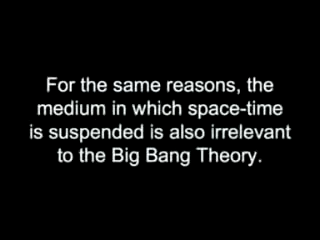 For the same reasons, the
medium in which space-time
is suspended is also irrelevant
to the Big Bang Theory.